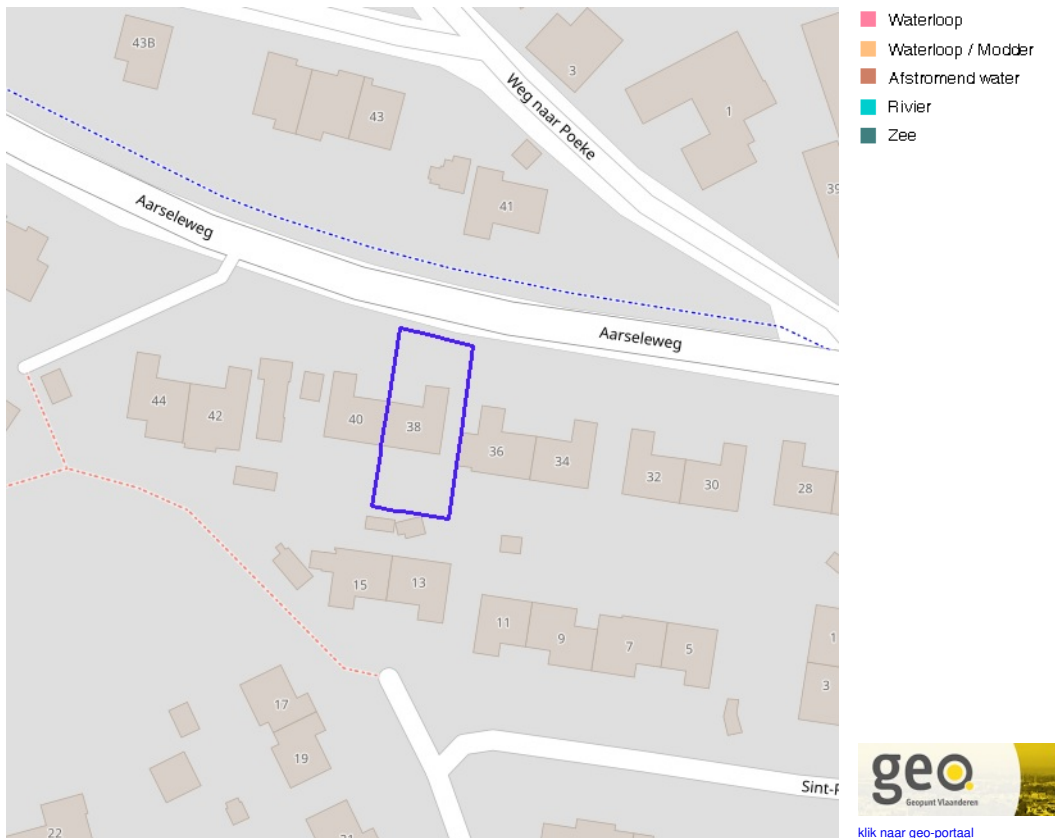 43B
3
Waterloop
Waterloop / Modder
Afstromend water
Rivier
Zee
43
1
Weg naar Poeke
39
41
Aarseleweg
Aarseleweg
44
42
40
38
36
34
32
30
28
15
13
11
9
7
5
1
3
17
19
22
21
Sint-
geo.
Geopunt Vlaanderen
klik naar geo-portaal